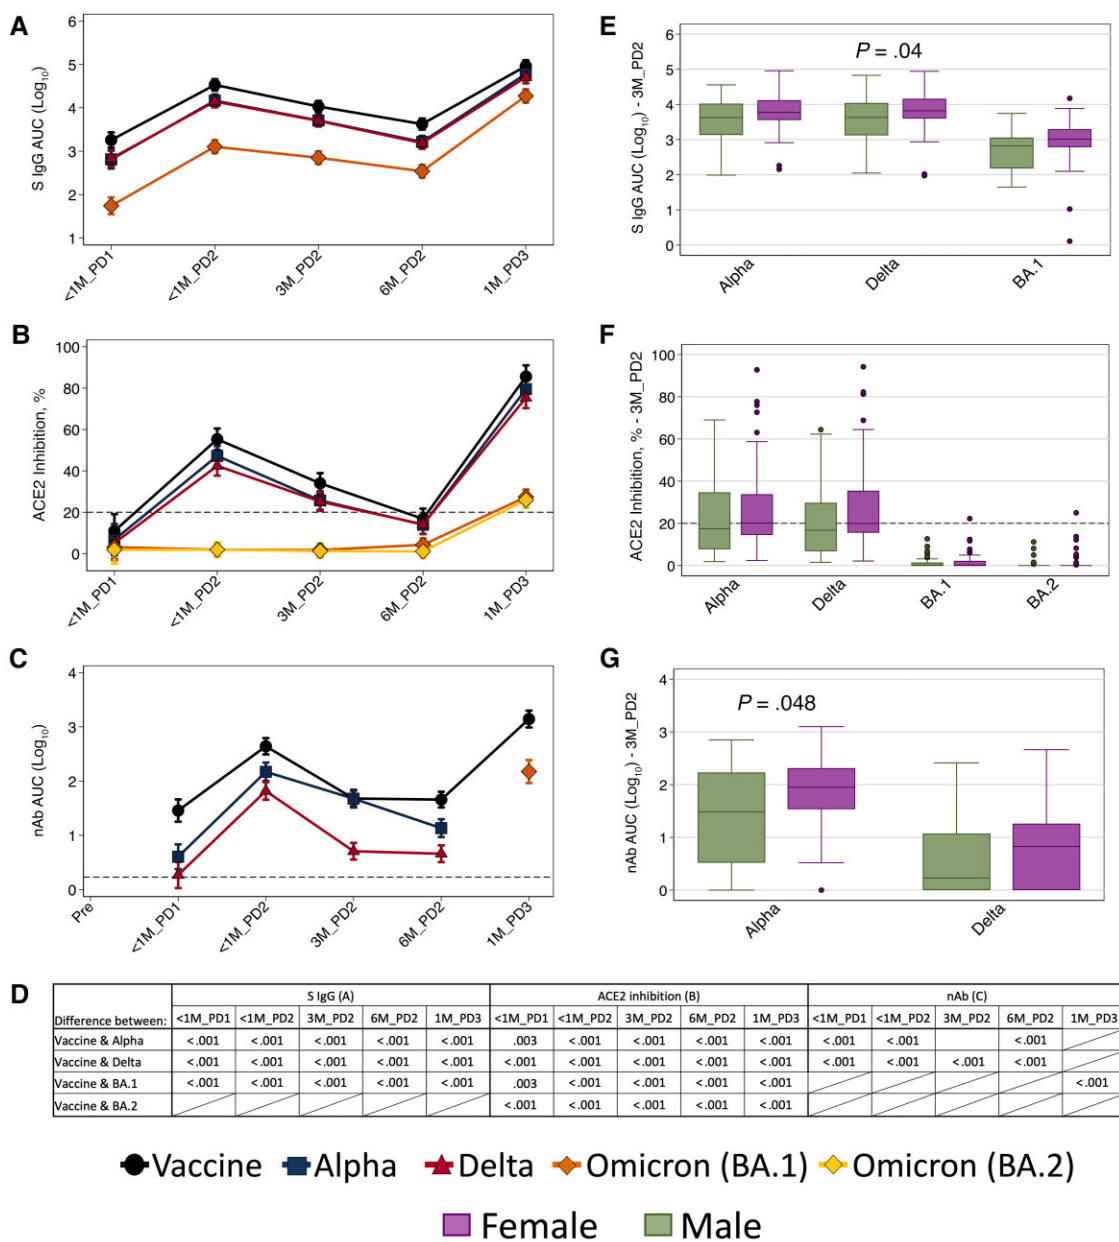 A
S IgG AUC (Log10)
6
5
4
3
2
1
<1M_PD1
<1M_PD2
3M_PD2
6M_PD2
1M_PD3
E
S IgG AUC (Log10) - 3M_PD2
P = .04
6
5
4
3
2
1
0
Alpha
Delta
BA.1
B
ACE2 Inhibition, %
100
80
60
40
20
0
<1M_PD1
<1M_PD2
3M_PD2
6M_PD2
1M_PD3
F
ACE2 Inhibition, % - 3M_PD2
100
80
60
40
20
0
Alpha
Delta
BA.1
BA.2
C
nAb AUC (Log10)
4
3
2
1
0
Pre
<1M_PD1
<1M_PD2
3M_PD2
6M_PD2
1M_PD3
G
nAb AUC (Log10) - 3M_PD2
P = .048
4
3
2
1
0
Alpha
Delta
D
S IgG (A) ACE2 inhibition (B) nAb (C)
Difference between: <1M_PD1 <1M_PD2 3M_PD2 6M_PD2 1M_PD3 <1M_PD1 <1M_PD2 3M_PD2 6M_PD2 1M_PD3 <1M_PD1 <1M_PD2 3M_PD2 6M_PD2 1M_PD3
Vaccine & Alpha <.001 <.001 <.001 <.001 <.001 .003 <.001 <.001 <.001 <.001 <.001 <.001 <.001
Vaccine & Delta <.001 <.001 <.001 <.001 <.001 <.001 <.001 <.001 <.001 <.001 <.001 <.001 <.001 <.001
Vaccine & BA.1 <.001 <.001 <.001 <.001 <.001 .003 <.001 <.001 <.001 <.001 <.001
Vaccine & BA.2 <.001 <.001 <.001 <.001 <.001
Vaccine Alpha Delta Omicron (BA.1) Omicron (BA.2)
Female Male